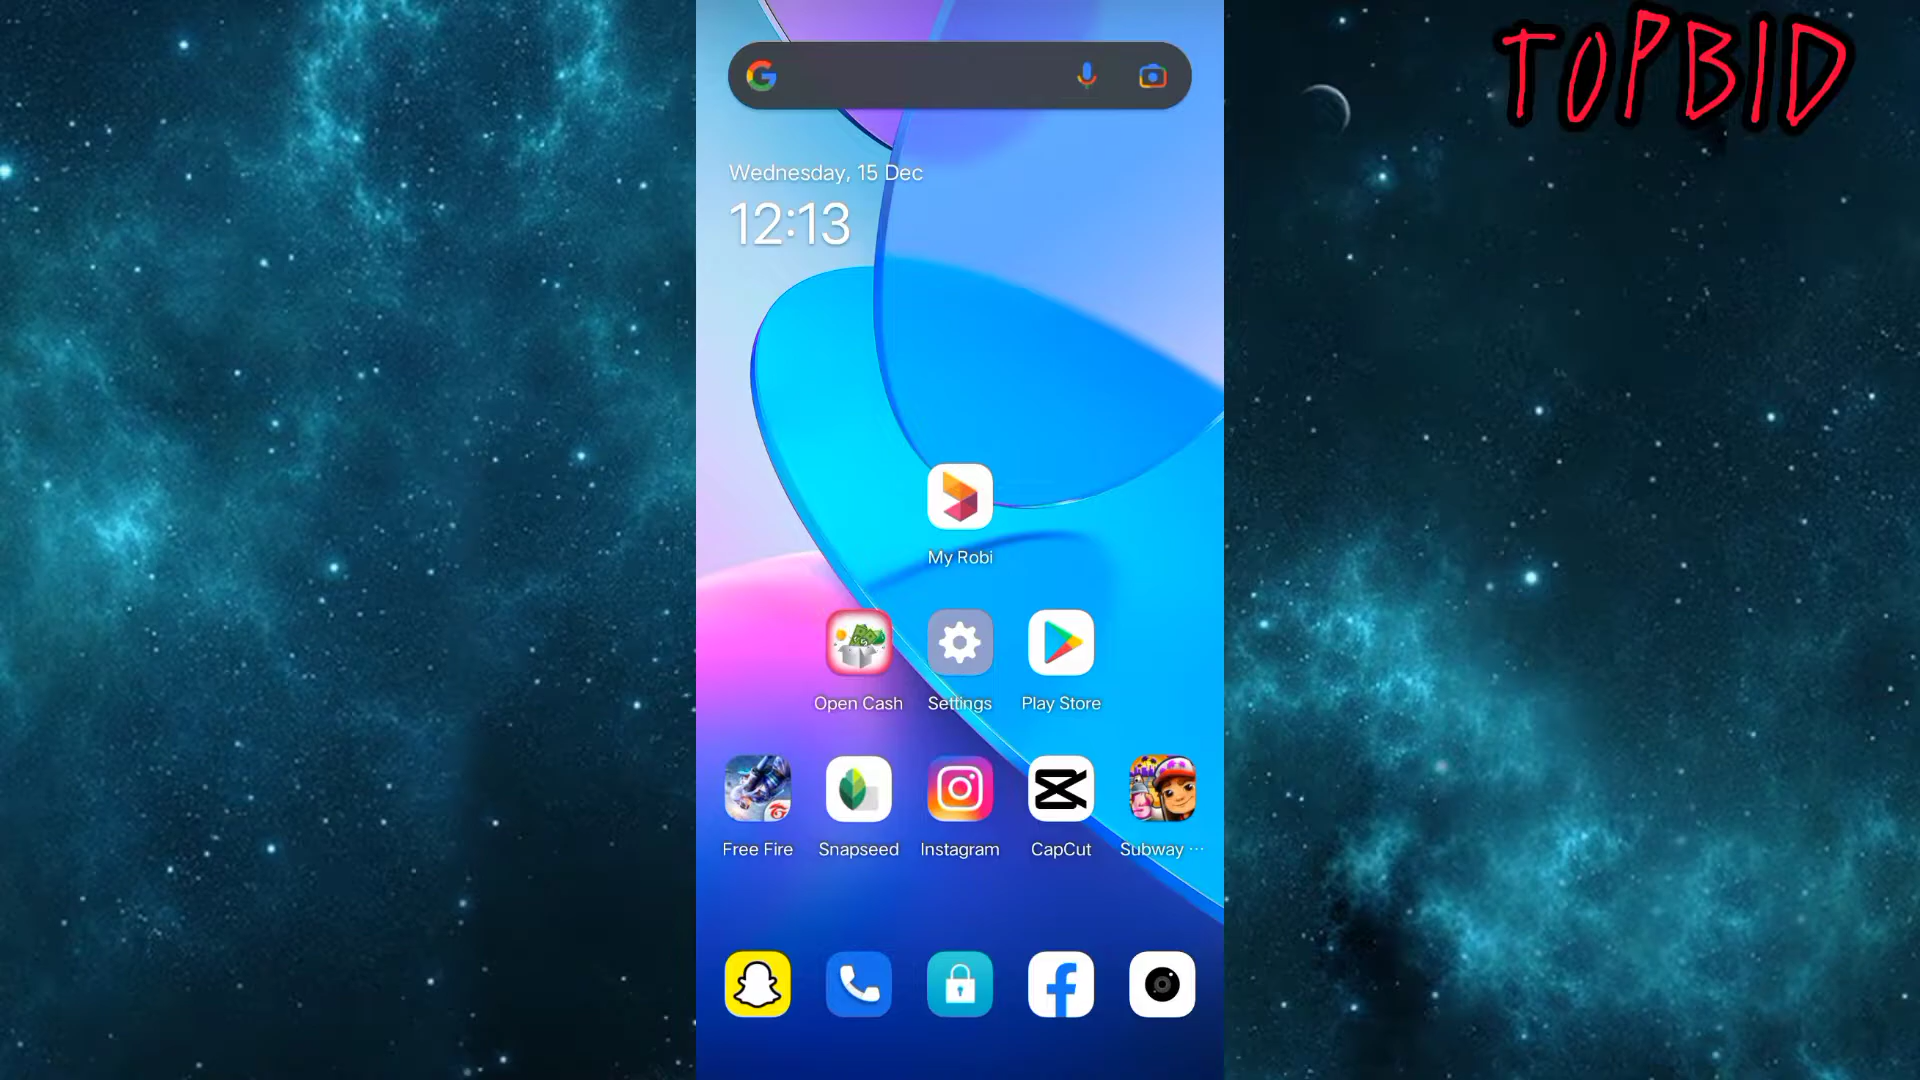 TOPBID
Wednesday, 15 Dec
12:13
My Robi
Open Cash Settings Play Store
Free Fire Snapseed Instagram CapCut Subway ...